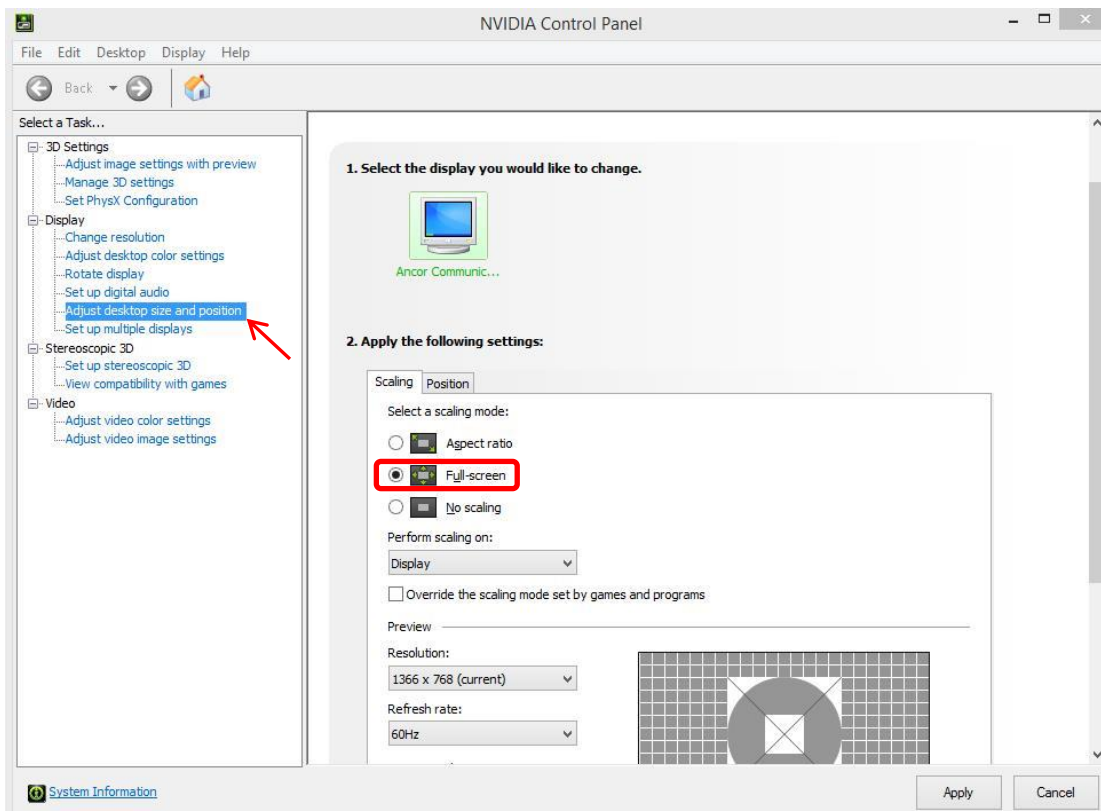 NVIDIA Control Panel
File Edit Desktop Display Help
Back
Select a Task...
3D Settings
Adjust image settings with preview
Manage 3D settings
Set PhysX Configuration
Display
Change resolution
Adjust desktop color settings
Rotate display
Set up digital audio
Adjust desktop size and position
Set up multiple displays
Stereoscopic 3D
Set up stereoscopic 3D
View compatibility with games
Video
Adjust video color settings
Adjust video image settings
1. Select the display you would like to change.
Ancor Communic...
2. Apply the following settings:
Scaling Position
Select a scaling mode:
Aspect ratio
Full-screen
No scaling
Perform scaling on:
Display
Override the scaling mode set by games and programs
Preview
Resolution:
1366 x 768 (current)
Refresh rate:
60Hz
System Information
Apply Cancel